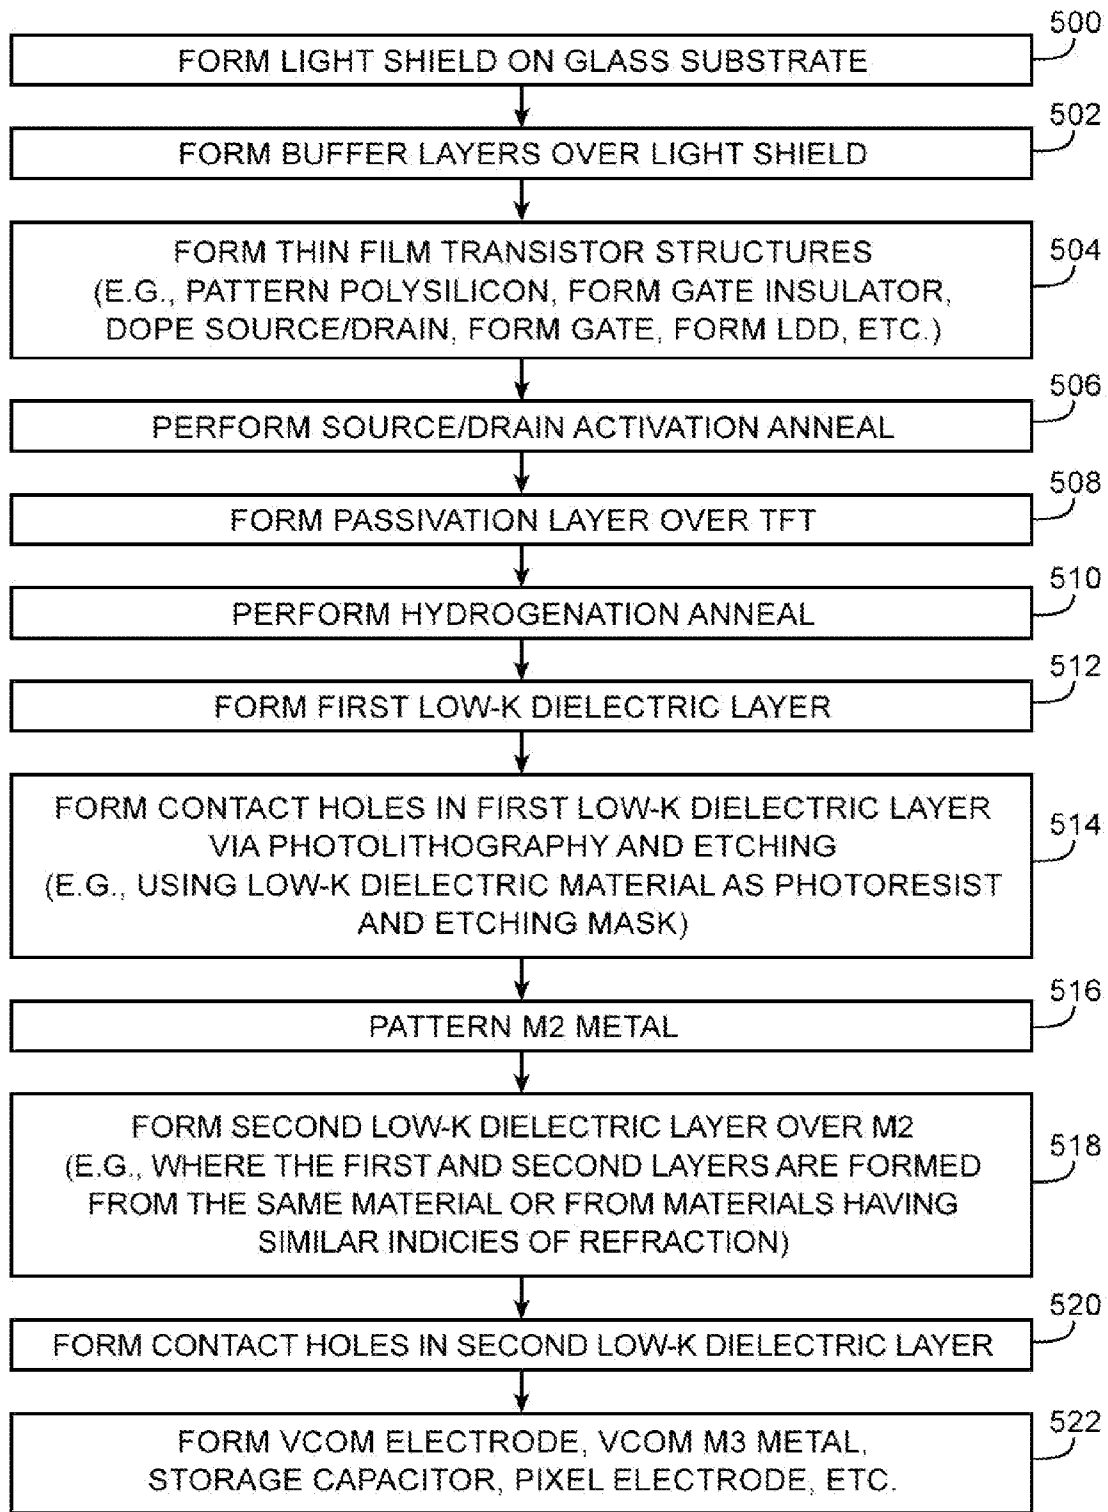 500
FORM LIGHT SHIELD ON GLASS SUBSTRATE
502
FORM BUFFER LAYERS OVER LIGHT SHIELD
504
FORM THIN FILM TRANSISTOR STRUCTURES
(E.G., PATTERN POLYSILICON, FORM GATE INSULATOR,
DOPE SOURCE/DRAIN, FORM GATE, FORM LDD, ETC.)
506
PERFORM SOURCE/DRAIN ACTIVATION ANNEAL
508
FORM PASSIVATION LAYER OVER TFT
510
PERFORM HYDROGENATION ANNEAL
512
FORM FIRST LOW-K DIELECTRIC LAYER
514
FORM CONTACT HOLES IN FIRST LOW-K DIELECTRIC LAYER
VIA PHOTOLITHOGRAPHY AND ETCHING
(E.G., USING LOW-K DIELECTRIC MATERIAL AS PHOTORESIST
AND ETCHING MASK)
516
PATTERN M2 METAL
518
FORM SECOND LOW-K DIELECTRIC LAYER OVER M2
(E.G., WHERE THE FIRST AND SECOND LAYERS ARE FORMED
FROM THE SAME MATERIAL OR FROM MATERIALS HAVING
SIMILAR INDICIES OF REFRACTION)
520
FORM CONTACT HOLES IN SECOND LOW-K DIELECTRIC LAYER
522
FORM VCOM ELECTRODE, VCOM M3 METAL,
STORAGE CAPACITOR, PIXEL ELECTRODE, ETC.